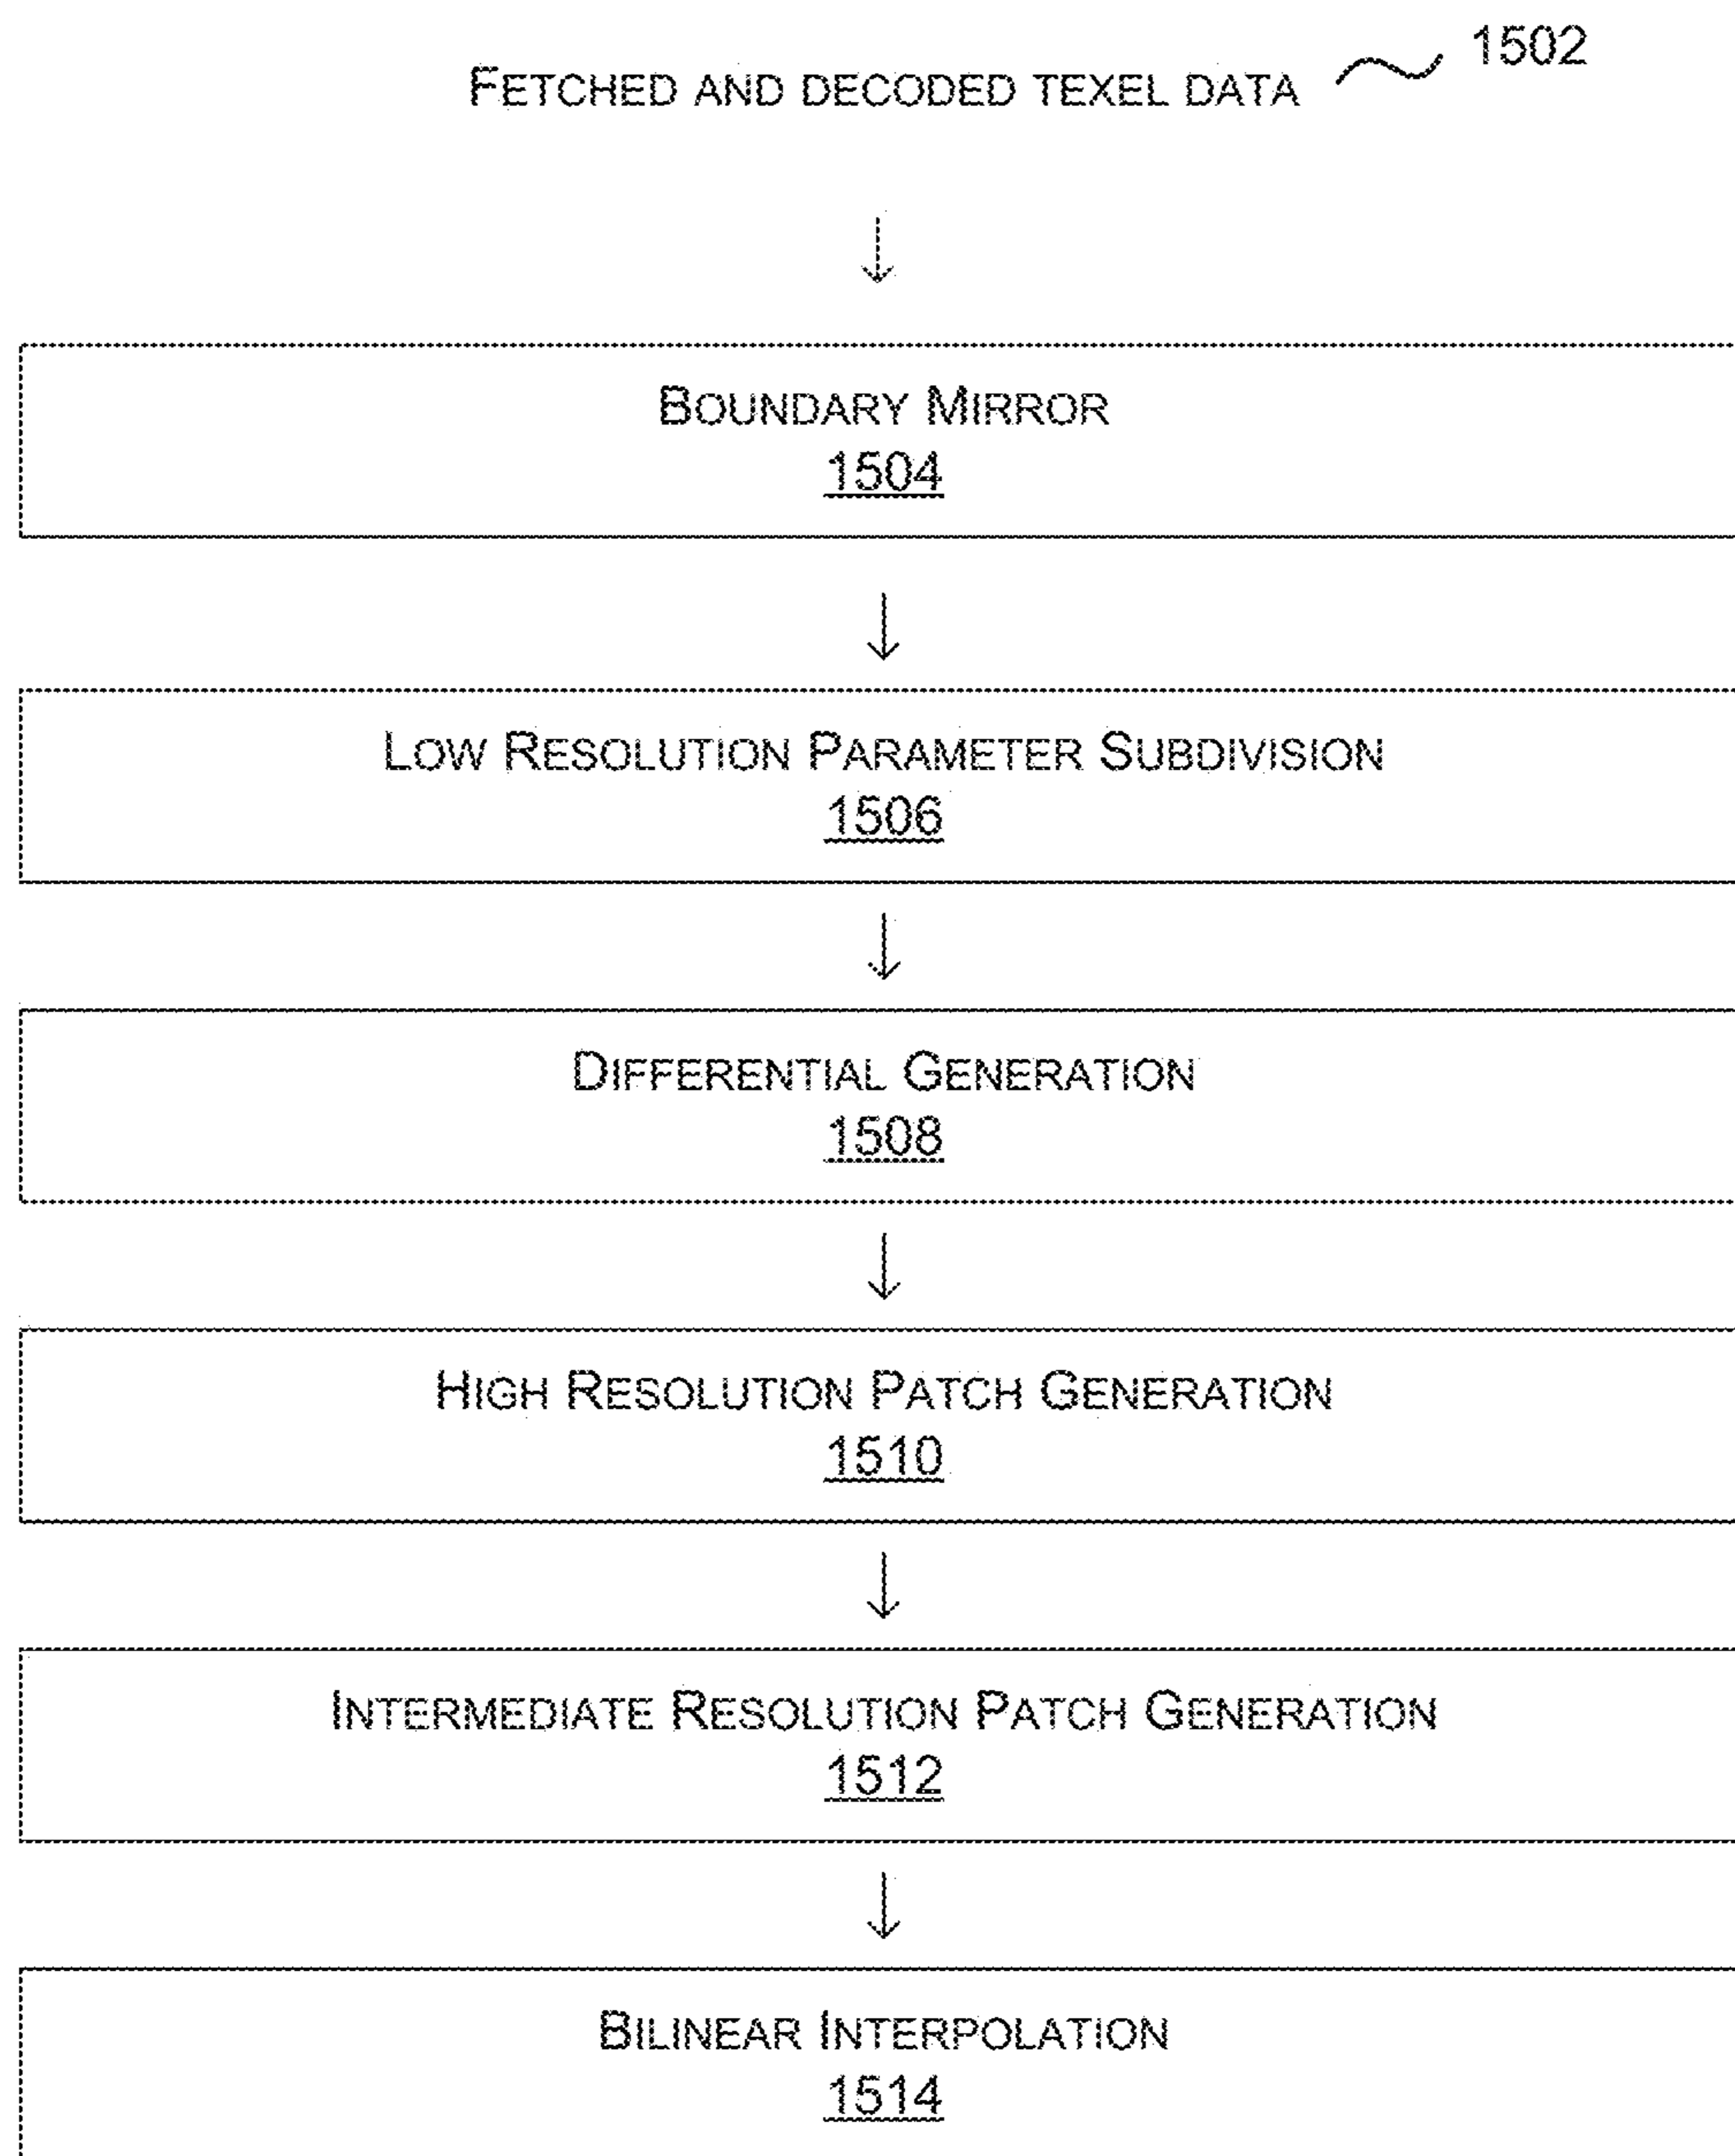 1502
FETCHED AND DECODED TEXEL DATA
BOUNDARY MIRROR
1504
LOW RESOLUTION PARAMETER SUBDIVISION
1506
DIFFERENTIAL GENERATION
1508
HIGH RESOLUTION PATCH GENERATION
1510
INTERMEDIATE RESOLUTION PATCH GENERATION
1512
BILINEAR INTERPOLATION
1514